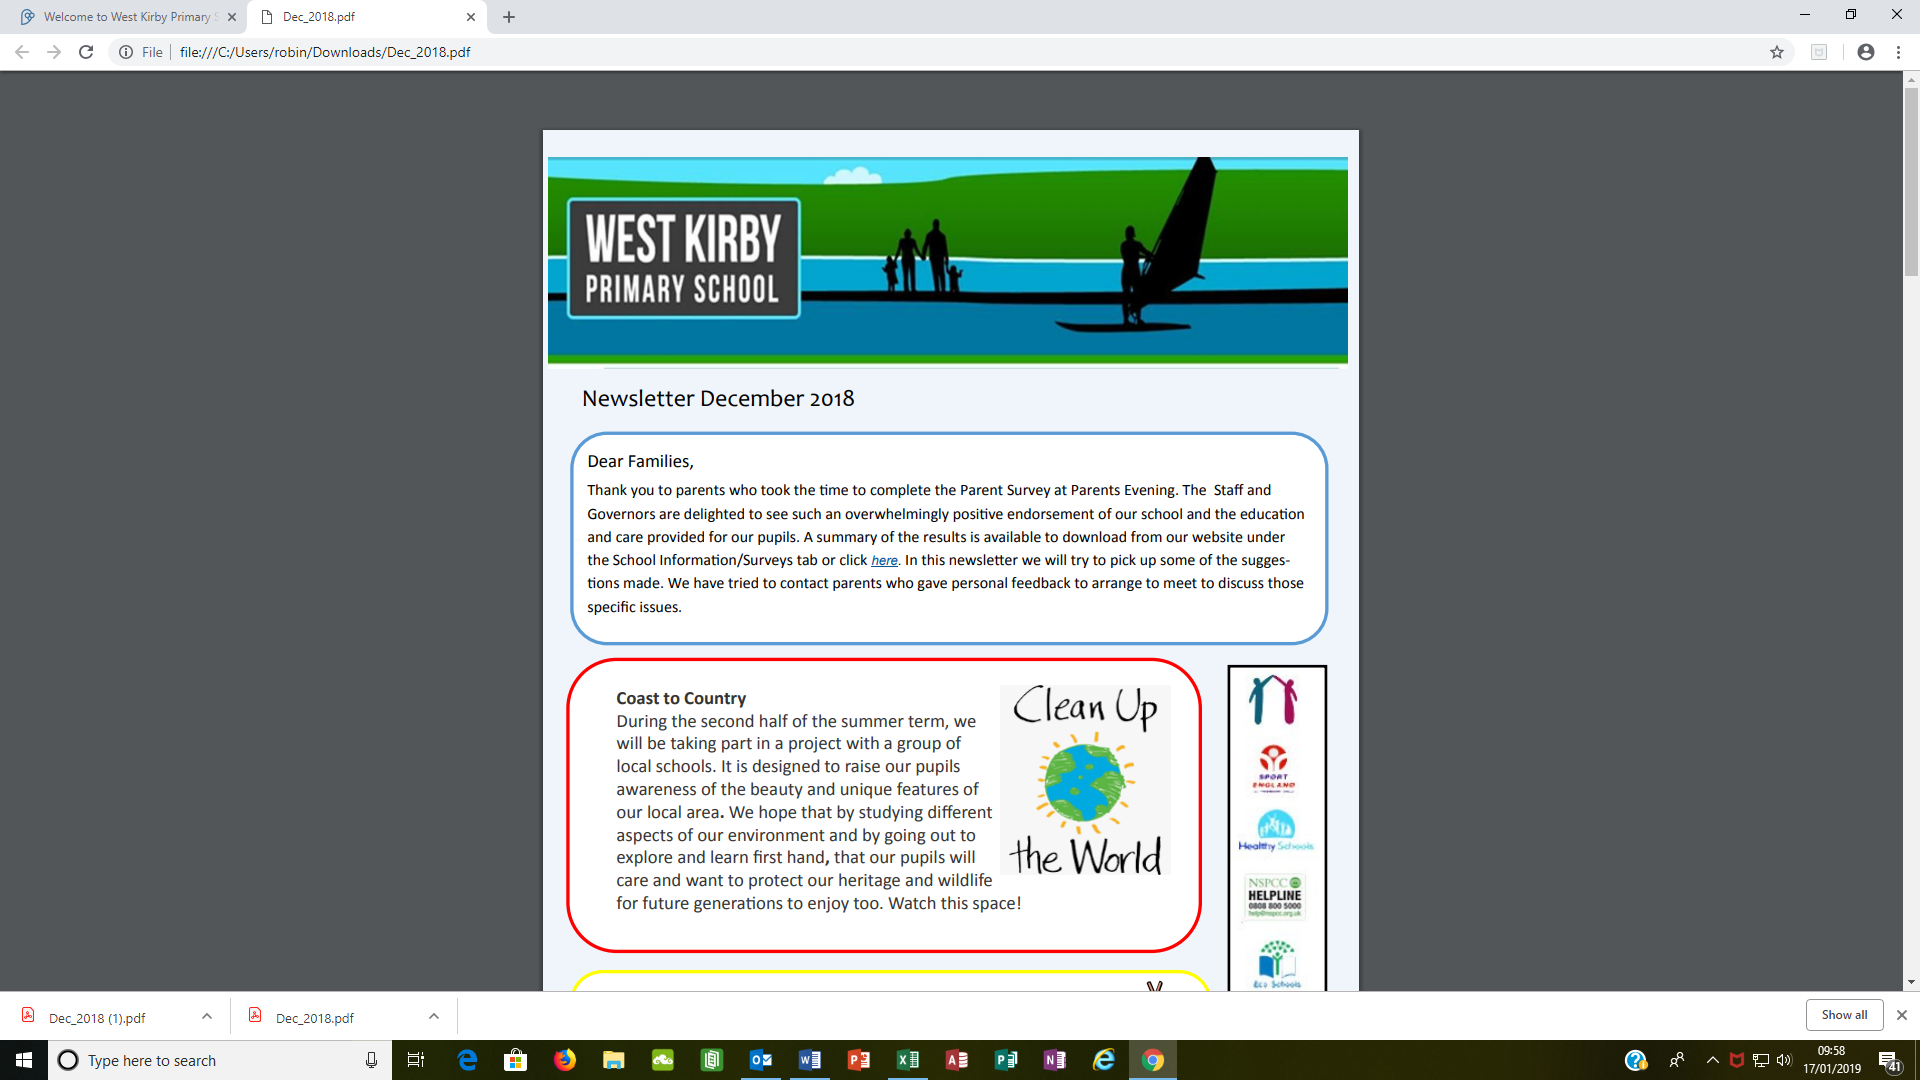 Welcome to West Kirby Primary S
Dec_2018.pdf
File
file:///C:/Users/robin/Downloads/Dec_2018.pdf
WEST KIRBY
PRIMARY SCHOOL
Newsletter December 2018
Dear Families,
Thank you to parents who took the time to complete the Parent Survey at Parents Evening. The  Staff and
Governors are delighted to see such an overwhelmingly positive endorsement of our school and the education
and care provided for our pupils. A summary of the results is available to download from our website under
the School Information/Surveys tab or click here. In this newsletter we will try to pick up some of the sugges-
tions made. We have tried to contact parents who gave personal feedback to arrange to meet to discuss those
specific issues.
Coast to Country
During the second half of the summer term, we
will be taking part in a project with a group of
local schools. It is designed to raise our pupils
awareness of the beauty and unique features of
our local area. We hope that by studying different
aspects of our environment and by going out to
explore and learn first hand, that our pupils will
care and want to protect our heritage and wildlife
for future generations to enjoy too. Watch this space!
Clean Up
the World
SPORT
ENGLAND
Healthy Schools
NSPCC
HELPLINE
0808 800 5000
help@nspcc.org.uk
Eco Schools
Dec_2018 (1).pdf
Dec_2018.pdf
Show all
Type here to search
09:58
17/01/2019
41